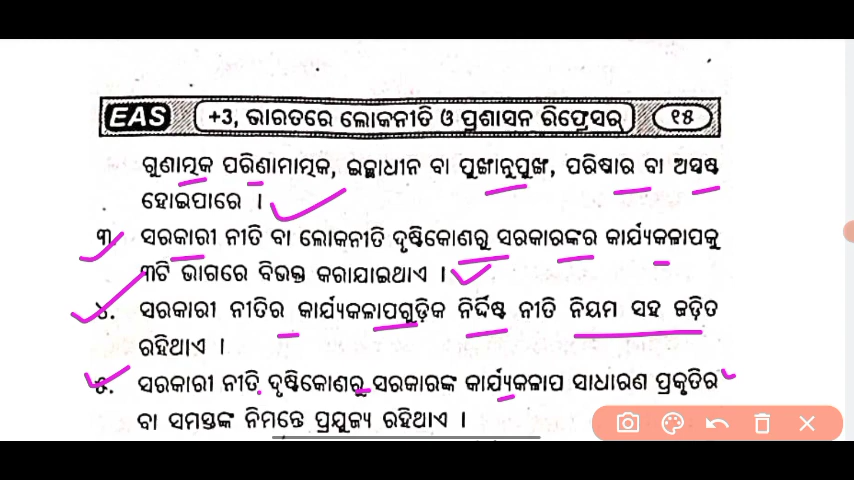 EAS +3, ଭାରତରେ ଲୋକନୀତି ଓ ପ୍ରଶାସନ ରିଫ୍ରେସର୍ ୧୫
ଗୁଣାତ୍ମକ ପରିଣାମାତ୍ମକ, ଇଚ୍ଛାଧୀନ ବା ପୁଙ୍ଖାନୁପୁଙ୍ଖ, ପରିଷ୍କାର ବା ଅସ୍ପଷ୍ଟ
ହୋଇପାରେ ।
୩. ସରକାରୀ ନୀତି ବା ଲୋକନୀତି ଦୃଷ୍ଟିକୋଣରୁ ସରକାରଙ୍କର କାର୍ଯ୍ୟକଳାପକୁ
୩ଟି ଭାଗରେ ବିଭକ୍ତ କରାଯାଇଥାଏ ।
୪. ସରକାରୀ ନୀତିର କାର୍ଯ୍ୟକଳାପଗୁଡ଼ିକ ନିର୍ଦ୍ଦିଷ୍ଟ ନୀତି ନିୟମ ସହ ଜଡ଼ିତ
ରହିଥାଏ ।
୫. ସରକାରୀ ନୀତି ଦୃଷ୍ଟିକୋଣରୁ ସରକାରଙ୍କ କାର୍ଯ୍ୟକଳାପ ସାଧାରଣ ପ୍ରକୃତିର
ବା ସମସ୍ତଙ୍କ ନିମନ୍ତେ ପ୍ରଯୁଜ୍ୟ ରହିଥାଏ ।